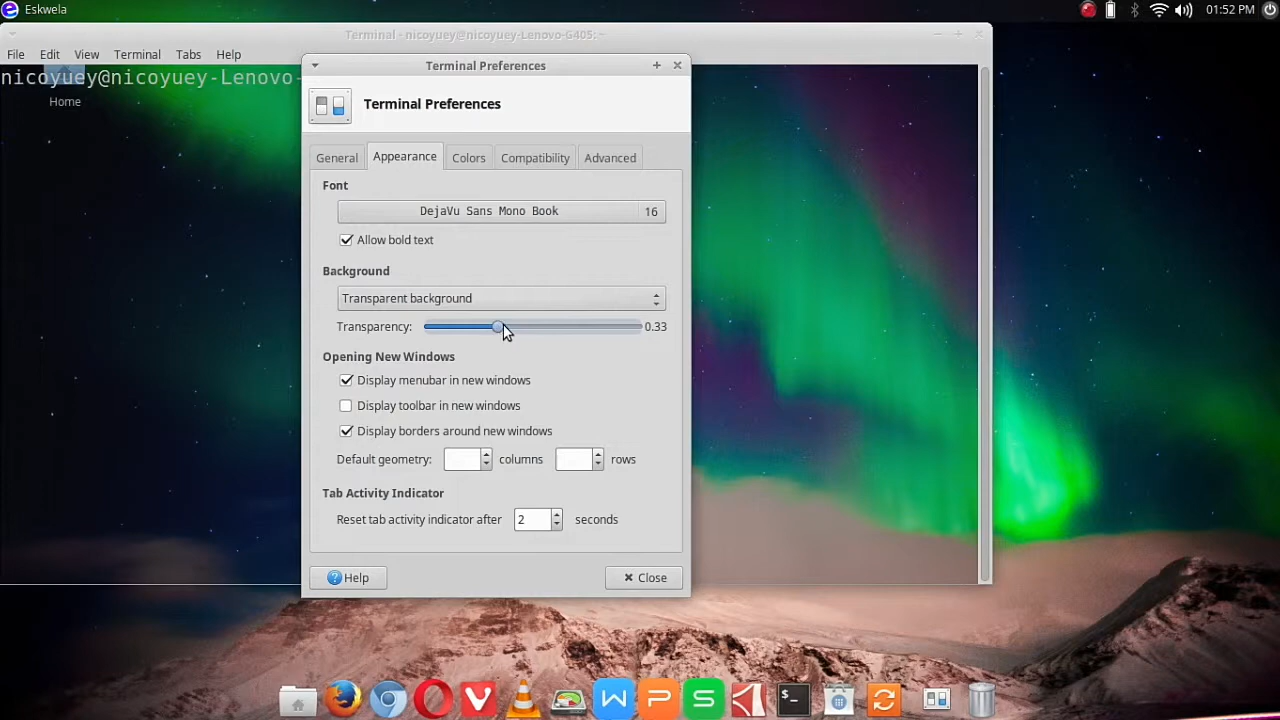 Eskwela
01:52 PM
Terminal - nicoyuey@nicoyuey-Lenovo-G405: ~
File Edit View Terminal Tabs Help
Terminal Preferences
nicoyuey@nicoyuey-Lenovo-
Home
Terminal Preferences
General Appearance Colors Compatibility Advanced
Font
DejaVu Sans Mono Book 16
Allow bold text
Background
Transparent background
Transparency: 0.33
Opening New Windows
Display menubar in new windows
Display toolbar in new windows
Display borders around new windows
Default geometry: columns rows
Tab Activity Indicator
Reset tab activity indicator after 2 seconds
Help Close
W P S $_